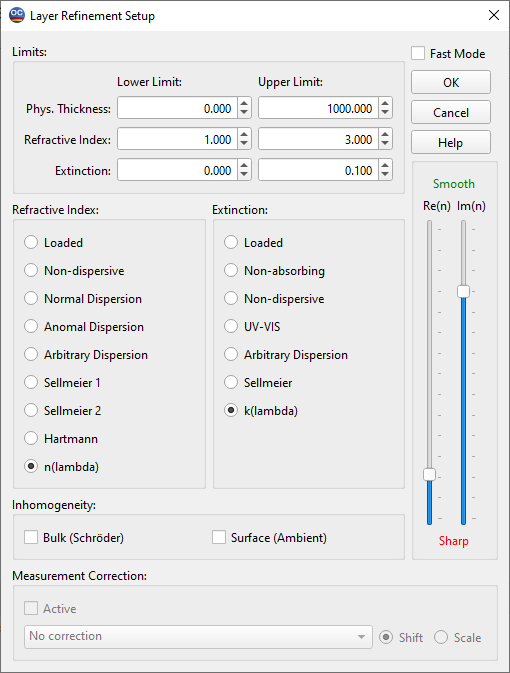 OC Layer Refinement Setup
Limits:
Fast Mode
Lower Limit: Upper Limit:
OK
Phys. Thickness: 0.000 1000.000
Cancel
Refractive Index: 1.000 3.000
Help
Extinction: 0.000 0.100
Smooth
Re(n) Im(n)
Sharp
Refractive Index:
Loaded
Non-dispersive
Normal Dispersion
Anomal Dispersion
Arbitrary Dispersion
Sellmeier 1
Sellmeier 2
Hartmann
n(lambda)
Extinction:
Loaded
Non-absorbing
Non-dispersive
UV-VIS
Arbitrary Dispersion
Sellmeier
k(lambda)
Inhomogeneity:
Bulk (Schröder) Surface (Ambient)
Measurement Correction:
Active
No correction Shift Scale